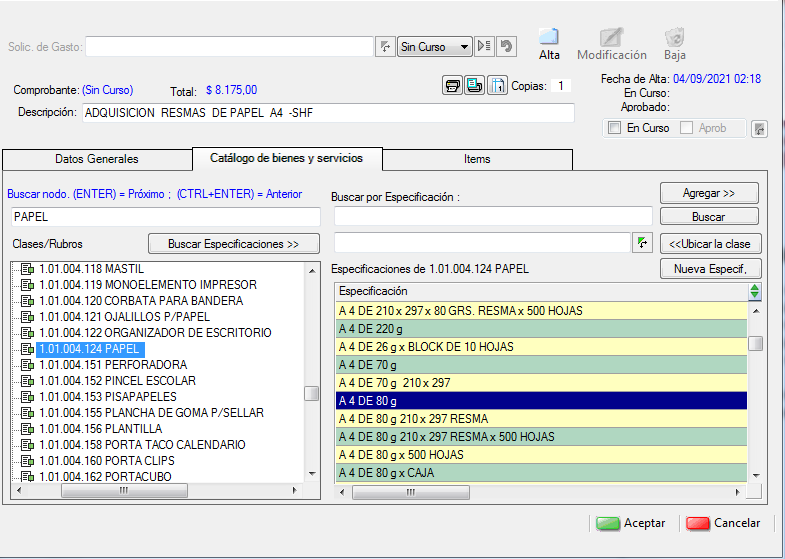 Solic. de Gasto:
Sin Curso
Alta
Modificación
Baja
Comprobante: (Sin Curso) Total: $ 8.175,00
Copias: 1
Fecha de Alta: 04/09/2021 02:18
En Curso:
Aprobado:
Descripción: ADQUISICION RESMAS DE PAPEL A4 -SHF
En Curso Aprob
Datos Generales
Catálogo de bienes y servicios
Items
Buscar nodo. (ENTER) = Próximo ; (CTRL+ENTER) = Anterior
PAPEL
Clases/Rubros
Buscar Especificaciones >>
1.01.004.118 MASTIL
1.01.004.119 MONOELEMENTO IMPRESOR
1.01.004.120 CORBATA PARA BANDERA
1.01.004.121 OJALILLOS P/PAPEL
1.01.004.122 ORGANIZADOR DE ESCRITORIO
1.01.004.124 PAPEL
1.01.004.151 PERFORADORA
1.01.004.152 PINCEL ESCOLAR
1.01.004.153 PISAPAPELES
1.01.004.155 PLANCHA DE GOMA P/SELLAR
1.01.004.156 PLANTILLA
1.01.004.158 PORTA TACO CALENDARIO
1.01.004.160 PORTA CLIPS
1.01.004.162 PORTACUBO
Buscar por Especificación :
Agregar >>
Buscar
<<Ubicar la clase
Nueva Especif.
Especificaciones de 1.01.004.124 PAPEL
Especificación
A 4 DE 210 x 297 x 80 GRS. RESMA x 500 HOJAS
A 4 DE 220 g
A 4 DE 26 g x BLOCK DE 10 HOJAS
A 4 DE 70 g
A 4 DE 70 g 210 x 297
A 4 DE 80 g
A 4 DE 80 g 210 x 297 RESMA
A 4 DE 80 g 210 x 297 RESMA x 500 HOJAS
A 4 DE 80 g x 500 HOJAS
A 4 DE 80 g x CAJA
Aceptar
Cancelar